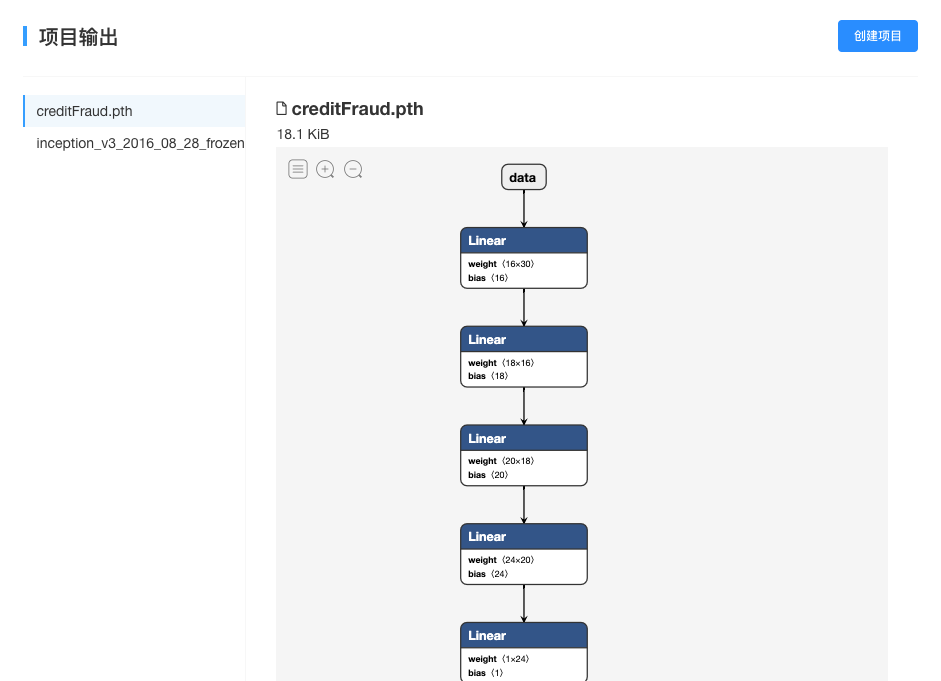 项目输出
创建项目
creditFraud.pth
inception_v3_2016_08_28_frozen
creditFraud.pth
18.1 KiB
data
Linear
weight〈16×30〉
bias〈16〉
Linear
weight〈18×16〉
bias〈18〉
Linear
weight〈20×18〉
bias〈20〉
Linear
weight〈24×20〉
bias〈24〉
Linear
weight〈1×24〉
bias〈1〉